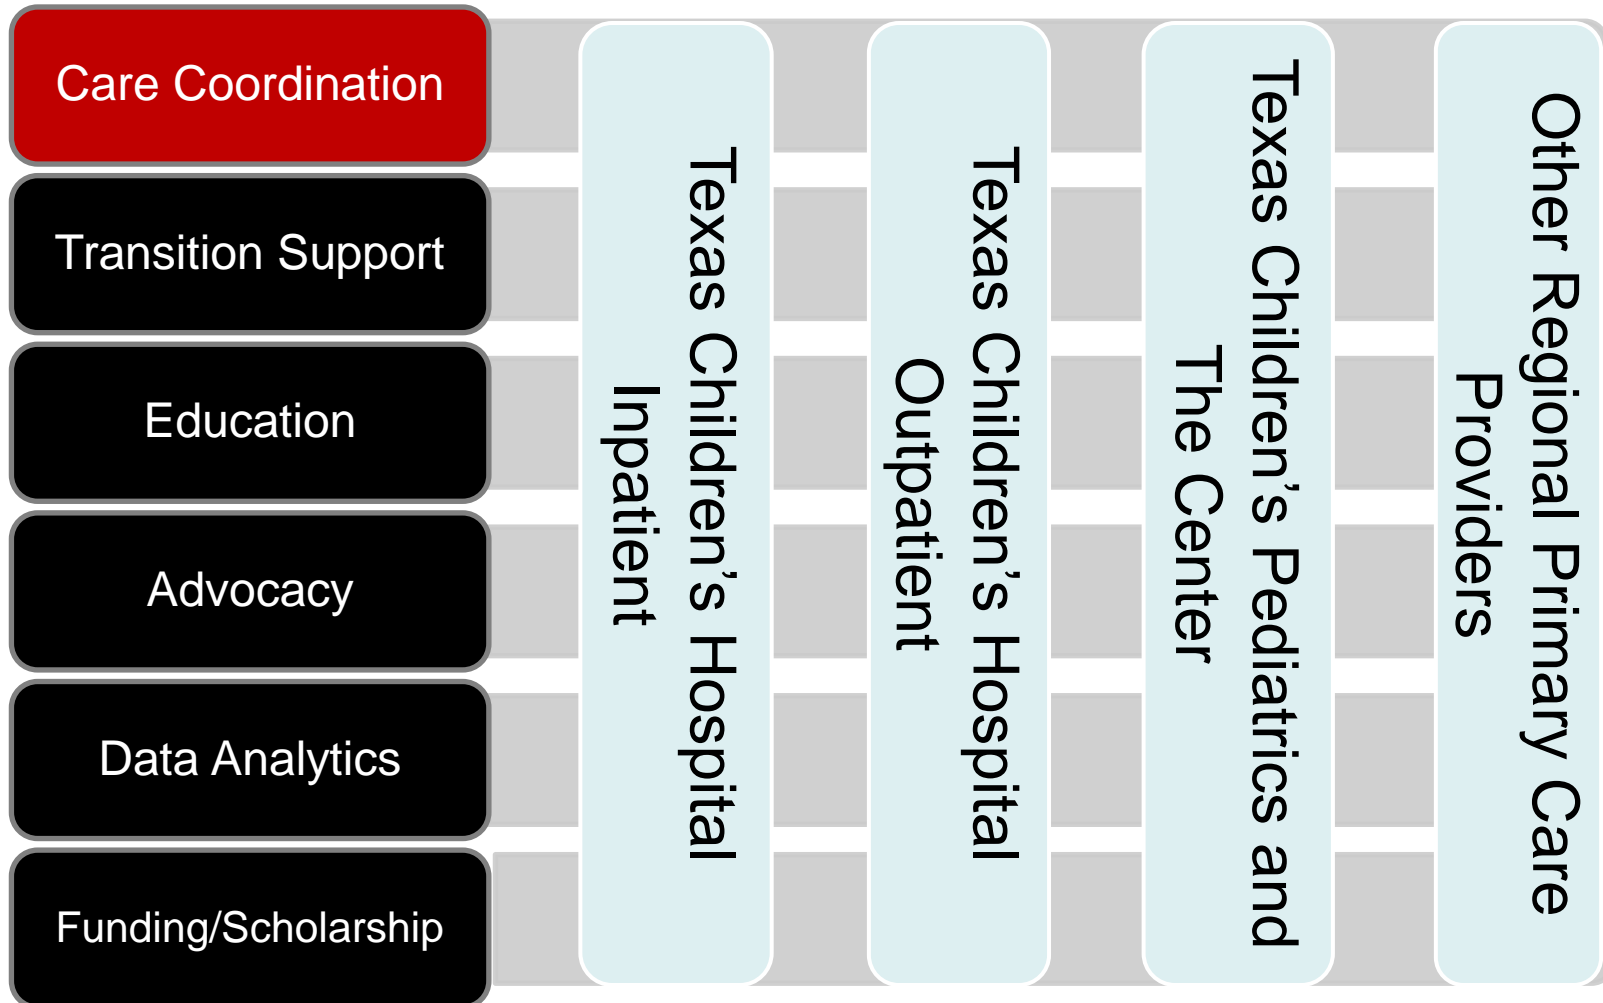 Care Coordination
Transition Support
Education
Advocacy
Data Analytics
Funding/Scholarship
Texas Children’s Hospital
Inpatient
Texas Children’s Hospital
Outpatient
Texas Children’s Pediatrics and
The Center
Other Regional Primary Care
Providers